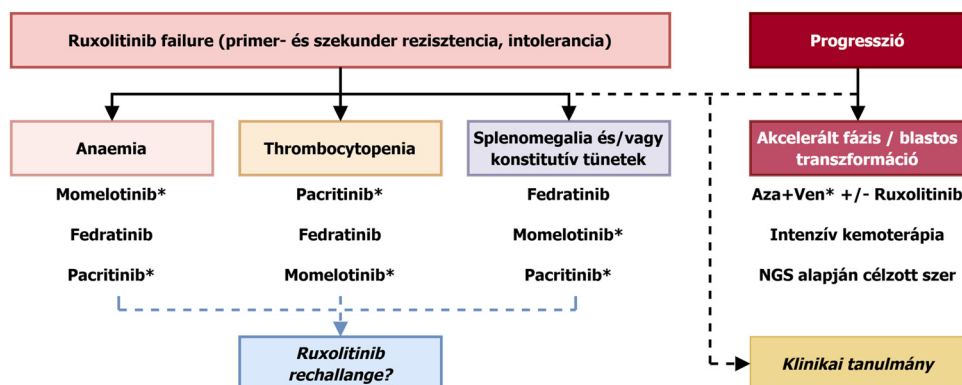 Ruxolitinib failure (primer- és szekunder rezisztencia, intolerancia)
Progresszió
Anaemia
Thrombocytopenia
Splenomegalia és/vagy
konstitutív tünetek
Akcelerált fázis / blastos
transzformáció
Momelotinib*
Pacritinib*
Fedratinib
Aza+Ven* +/- Ruxolitinib
Fedratinib
Fedratinib
Momelotinib*
Intenzív kemoterápia
Pacritinib*
Momelotinib*
Pacritinib*
NGS alapján célzott szer
Ruxolitinib
rechallange?
Klinikai tanulmány